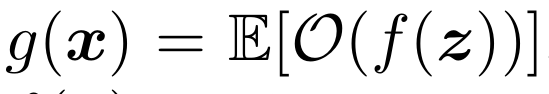 g(𝒙) = 𝔼[𝒪(f(𝒛))]